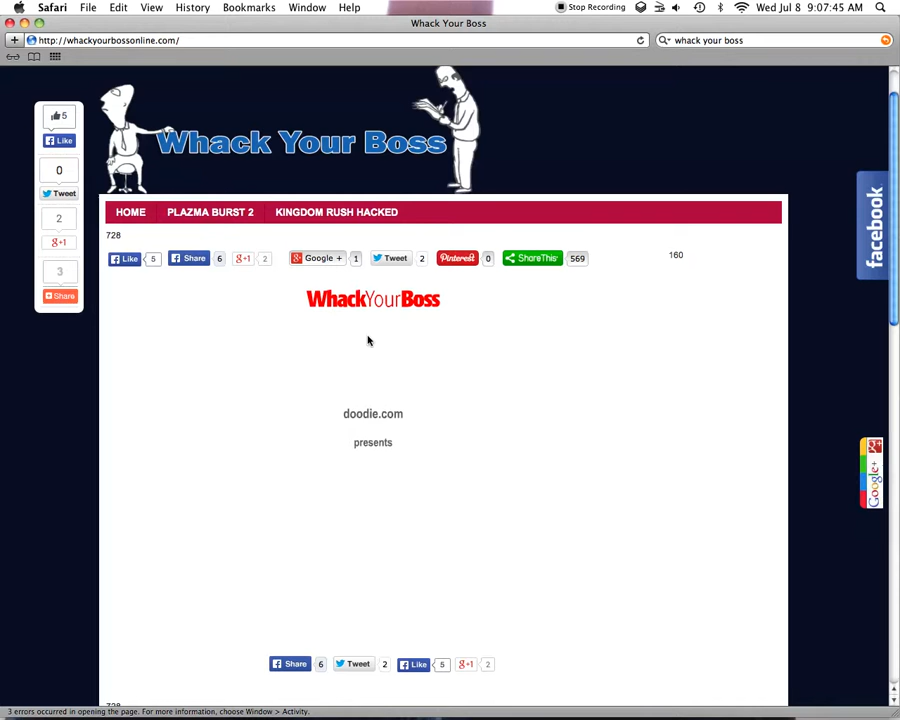 Safari File Edit View History Bookmarks Window Help Stop Recording Wed Jul 8 9:07:45 AM
Whack Your Boss
http://whackyourbossonline.com/ whack your boss
5
Like
0
Tweet
2
g+1
3
Share
Whack Your Boss
facebook
HOME PLAZMA BURST 2 KINGDOM RUSH HACKED
728
Like 5 Share 6 g+1 2 Google + 1 Tweet 2 Pinterest 0 ShareThis 569 160
WhackYourBoss
doodie.com
presents
Google+
g+
Share 6 Tweet 2 Like 5 g+1 2
728
3 errors occurred in opening the page. For more information, choose Window > Activity.